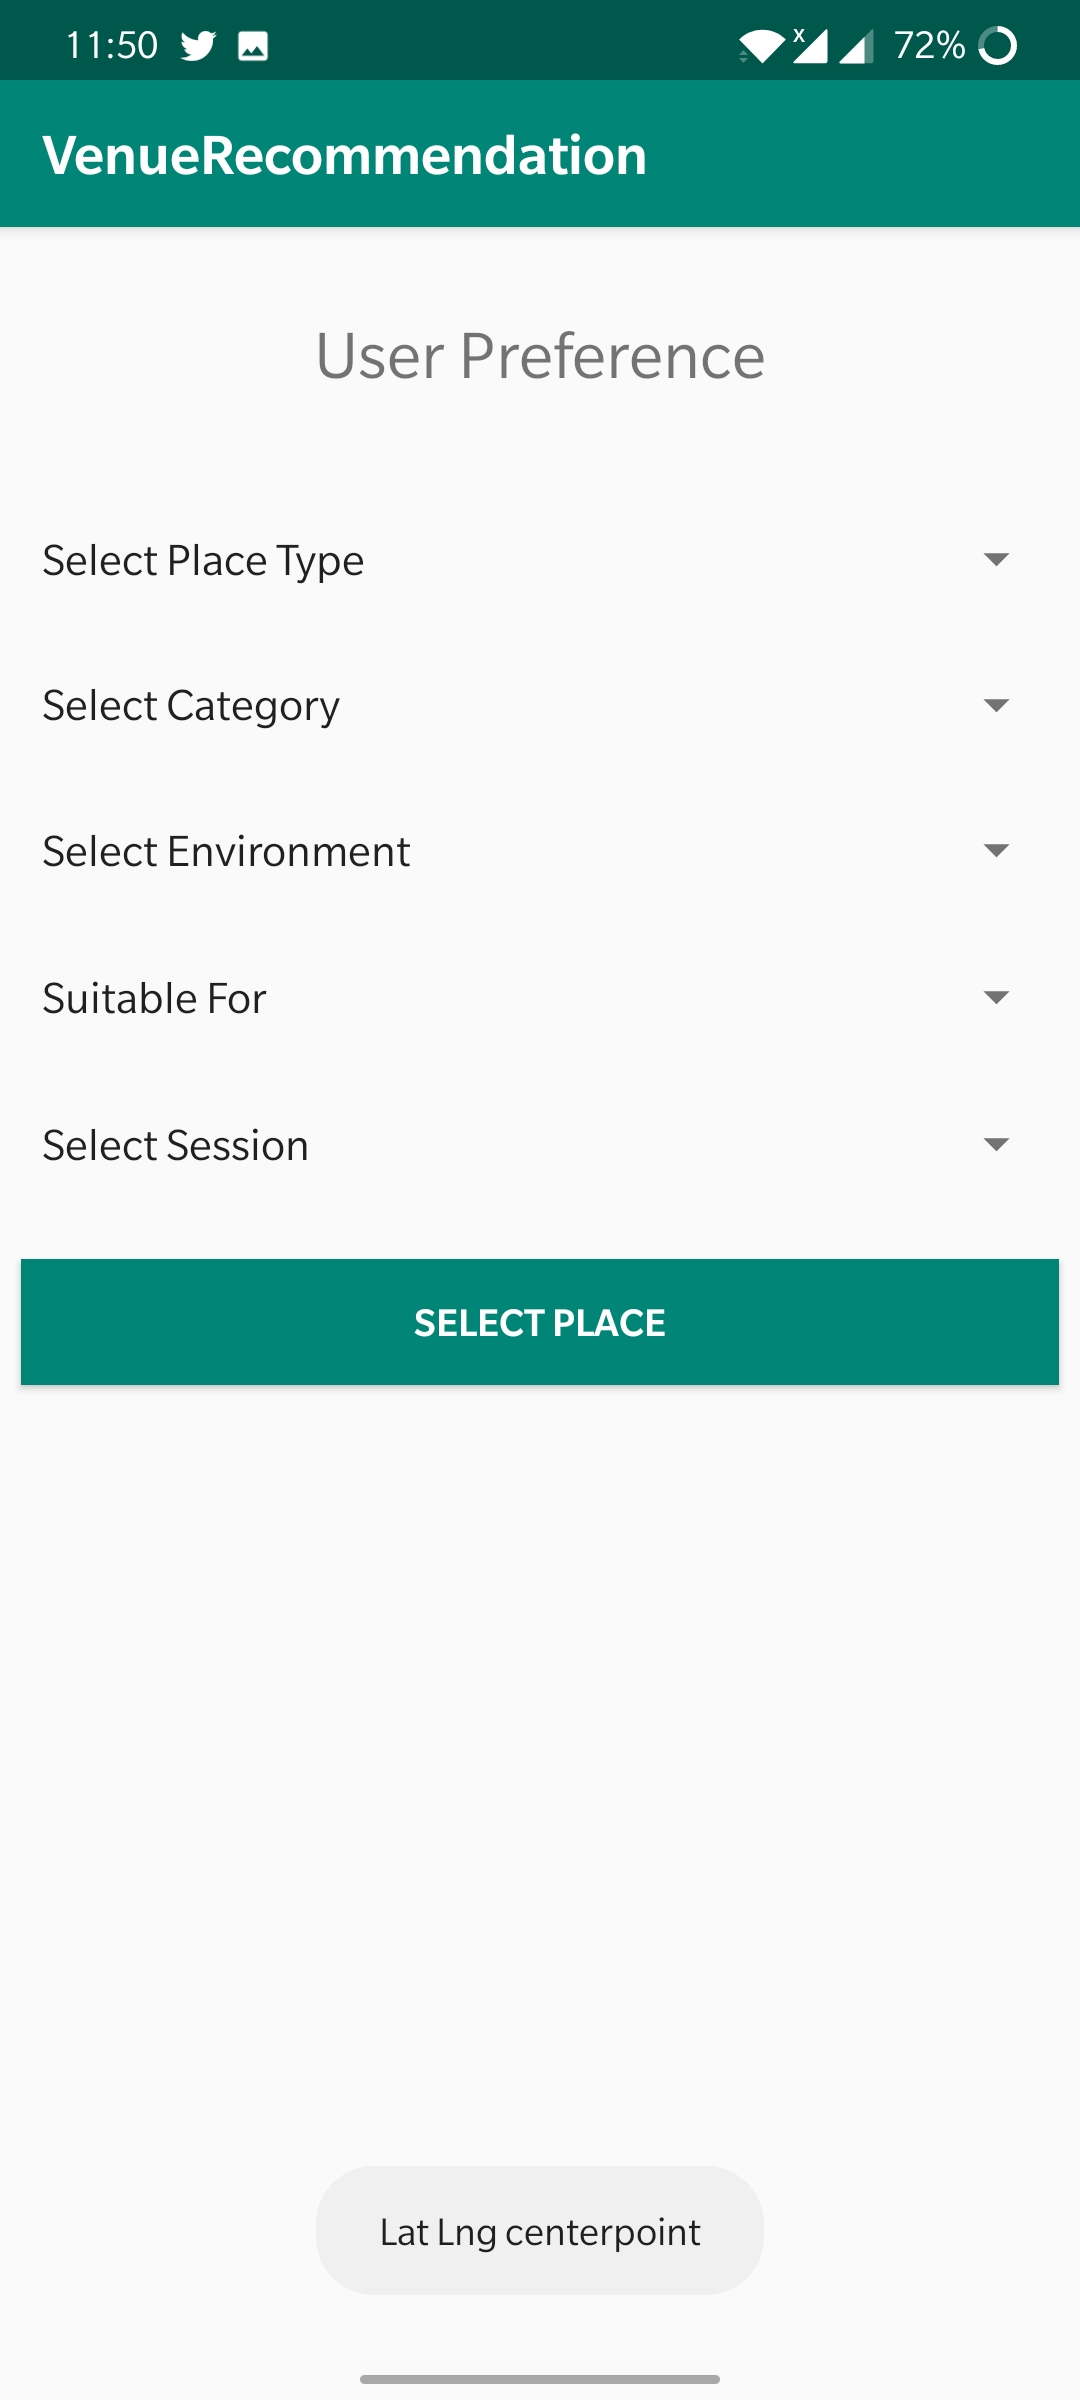 11:50
x
72%
VenueRecommendation
User Preference
Select Place Type
Select Category
Select Environment
Suitable For
Select Session
SELECT PLACE
Lat Lng centerpoint